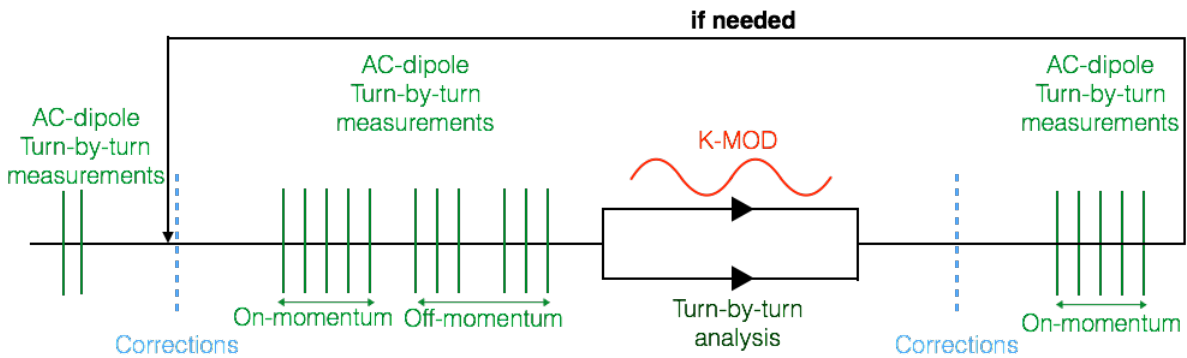 if needed
AC-dipole
Turn-by-turn
measurements
AC-dipole
Turn-by-turn
measurements
AC-dipole
Turn-by-turn
measurements
K-MOD
On-momentum
Off-momentum
Turn-by-turn
analysis
On-momentum
Corrections
Corrections